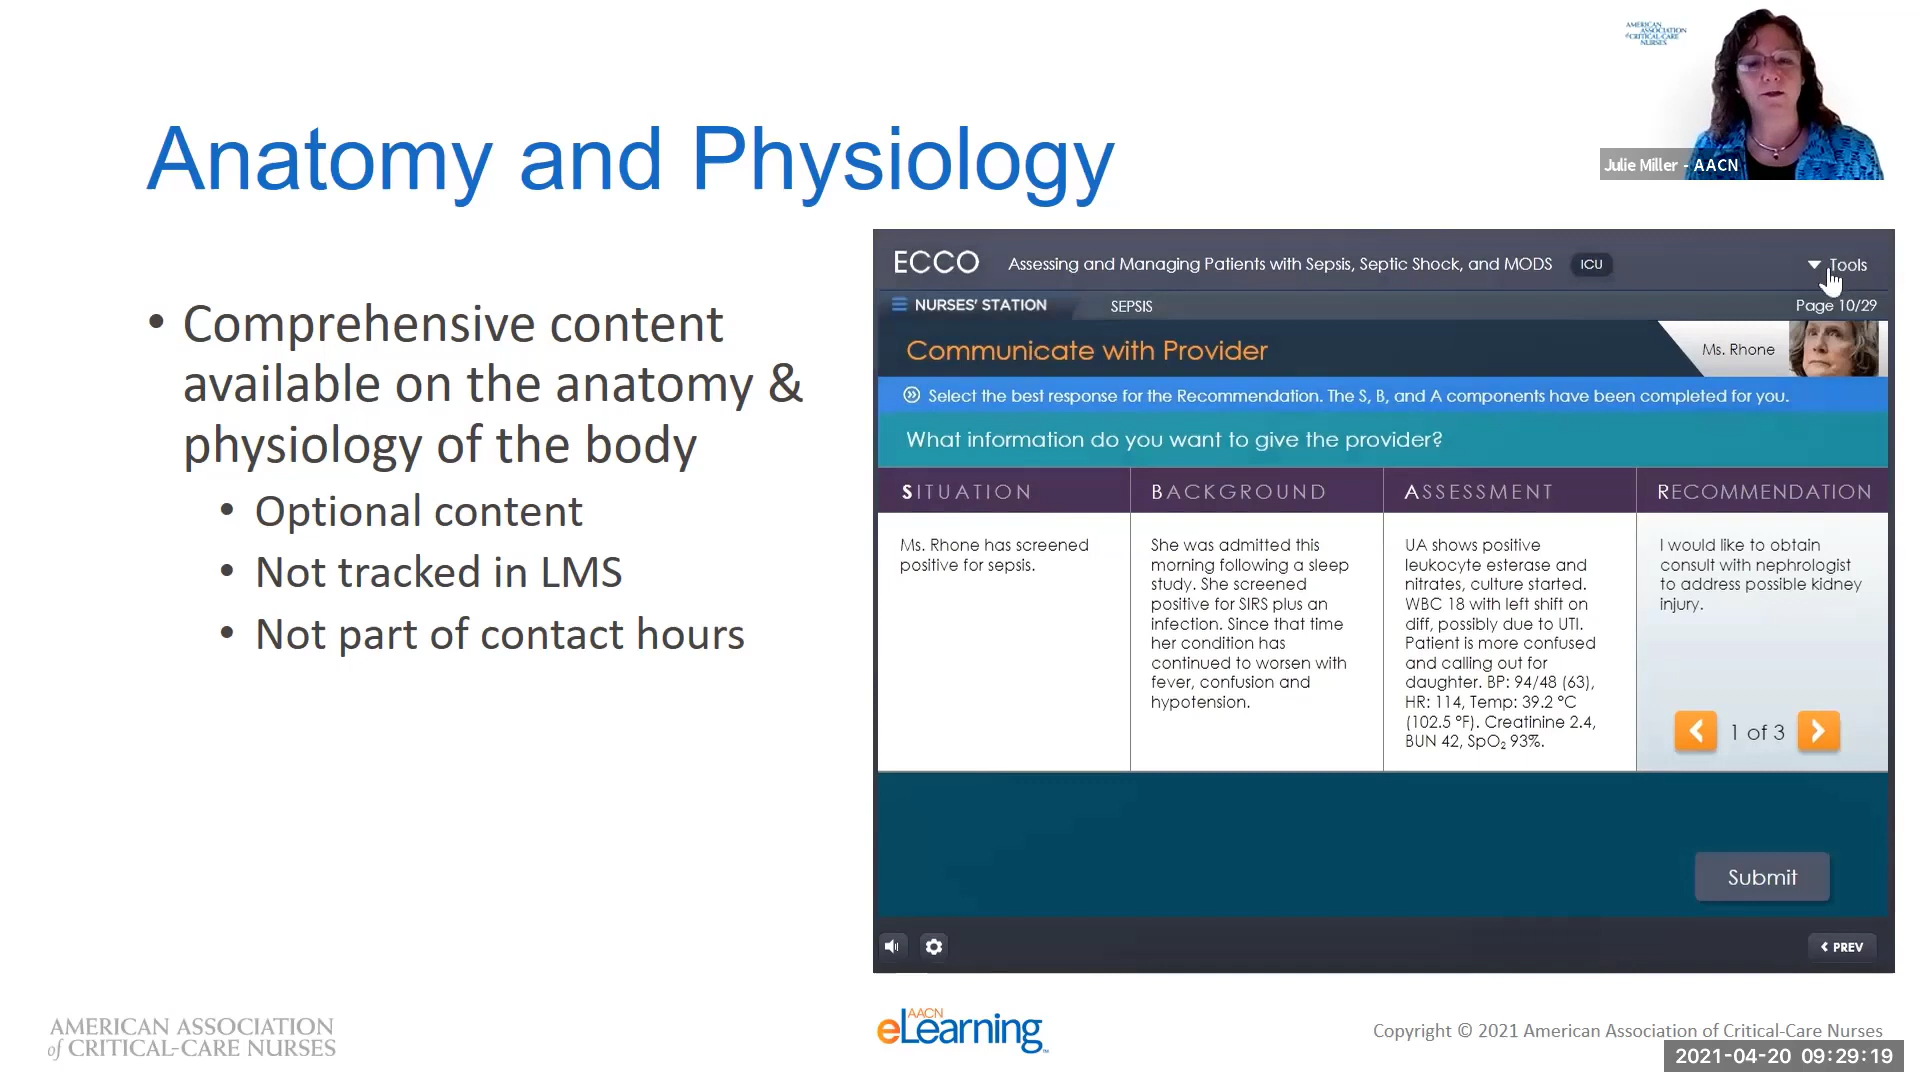 AMERICAN
ASSOCIATION
of CRITICAL-CARE
NURSES
Julie Miller - AACN
Anatomy and Physiology
• Comprehensive content
available on the anatomy &
physiology of the body
• Optional content
• Not tracked in LMS
• Not part of contact hours
ECCO Assessing and Managing Patients with Sepsis, Septic Shock, and MODS ICU Tools
NURSES' STATION SEPSIS Page 10/29
Communicate with Provider Ms. Rhone
Select the best response for the Recommendation. The S, B, and A components have been completed for you.
What information do you want to give the provider?
SITUATION
Ms. Rhone has screened
positive for sepsis.
BACKGROUND
She was admitted this
morning following a sleep
study. She screened
positive for SIRS plus an
infection. Since that time
her condition has
continued to worsen with
fever, confusion and
hypotension.
ASSESSMENT
UA shows positive
leukocyte esterase and
nitrates, culture started.
WBC 18 with left shift on
diff, possibly due to UTI.
Patient is more confused
and calling out for
daughter. BP: 94/48 (63),
HR: 114, Temp: 39.2 °C
(102.5 °F). Creatinine 2.4,
BUN 42, SpO₂ 93%.
RECOMMENDATION
I would like to obtain
consult with nephrologist
to address possible kidney
injury.
1 of 3
Submit
PREV
AMERICAN ASSOCIATION
of CRITICAL-CARE NURSES
AACN
eLearning™
Copyright © 2021 American Association of Critical-Care Nurses
2021-04-20 09:29:19